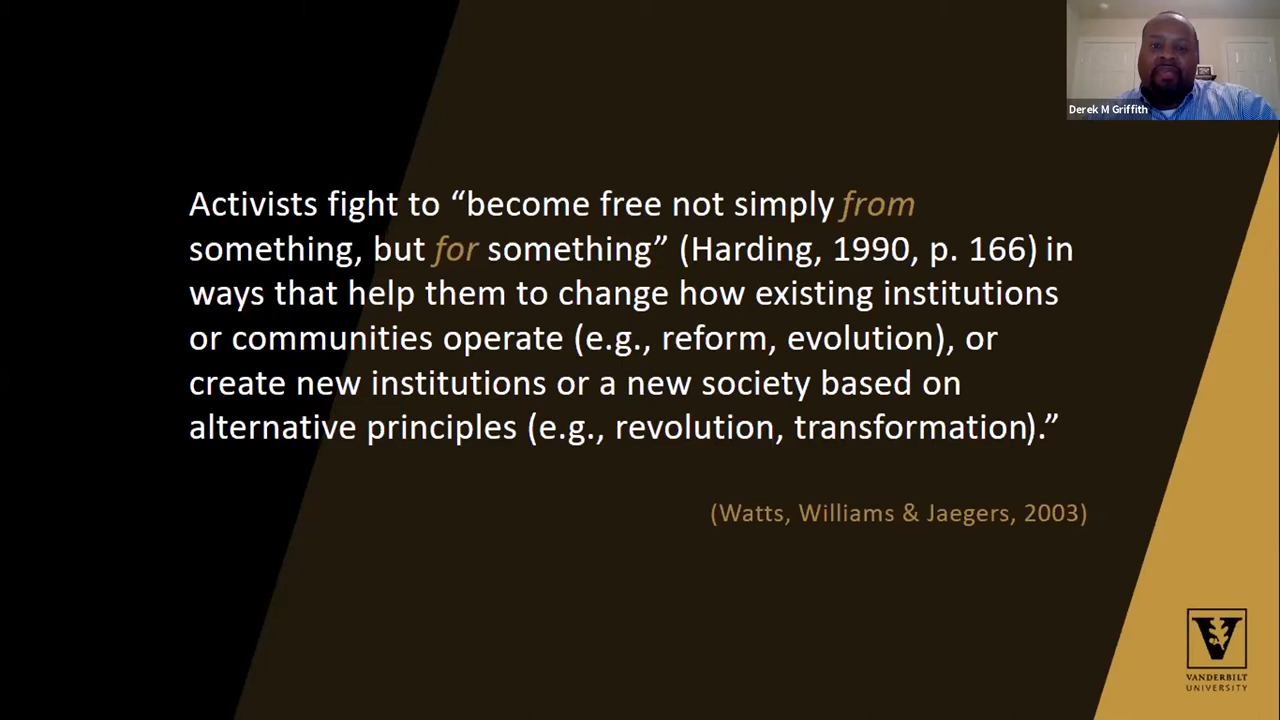 Derek M Griffith
Activists fight to “become free not simply from
something, but for something” (Harding, 1990, p. 166) in
ways that help them to change how existing institutions
or communities operate (e.g., reform, evolution), or
create new institutions or a new society based on
alternative principles (e.g., revolution, transformation).”
(Watts, Williams & Jaegers, 2003)
V
VANDERBILT
UNIVERSITY